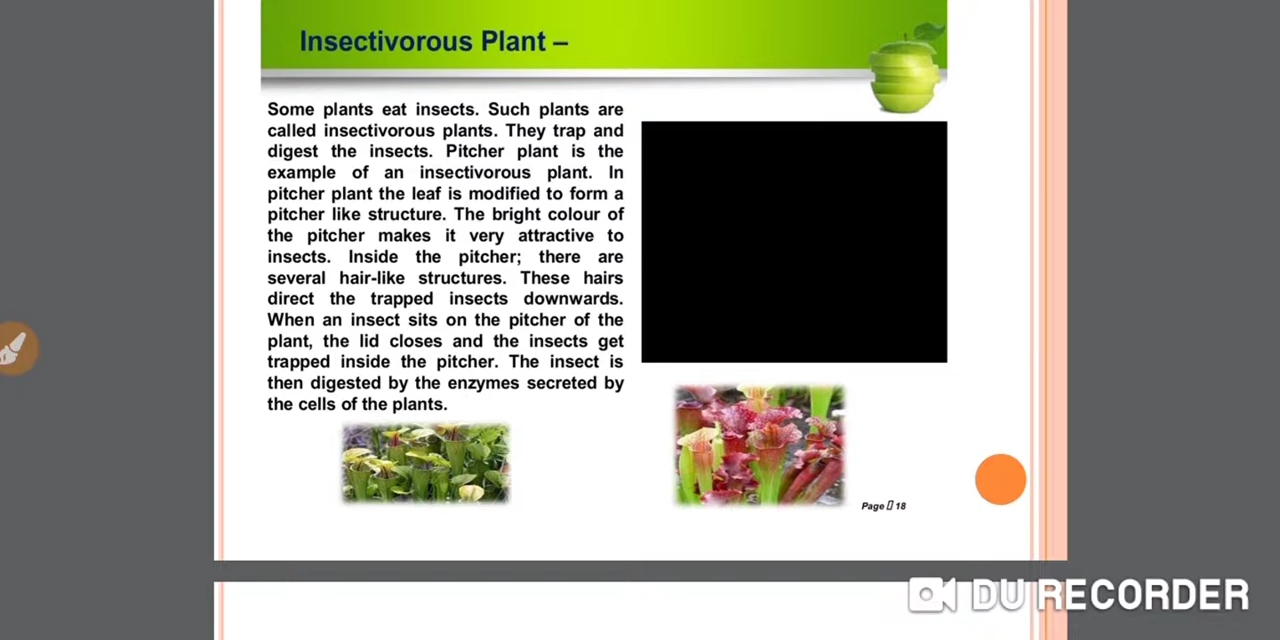 Insectivorous Plant –
Some plants eat insects. Such plants are
called insectivorous plants. They trap and
digest the insects. Pitcher plant is the
example of an insectivorous plant. In
pitcher plant the leaf is modified to form a
pitcher like structure. The bright colour of
the pitcher makes it very attractive to
insects. Inside the pitcher; there are
several hair-like structures. These hairs
direct the trapped insects downwards.
When an insect sits on the pitcher of the
plant, the lid closes and the insects get
trapped inside the pitcher. The insect is
then digested by the enzymes secreted by
the cells of the plants.
Page ▯ 18
DU RECORDER